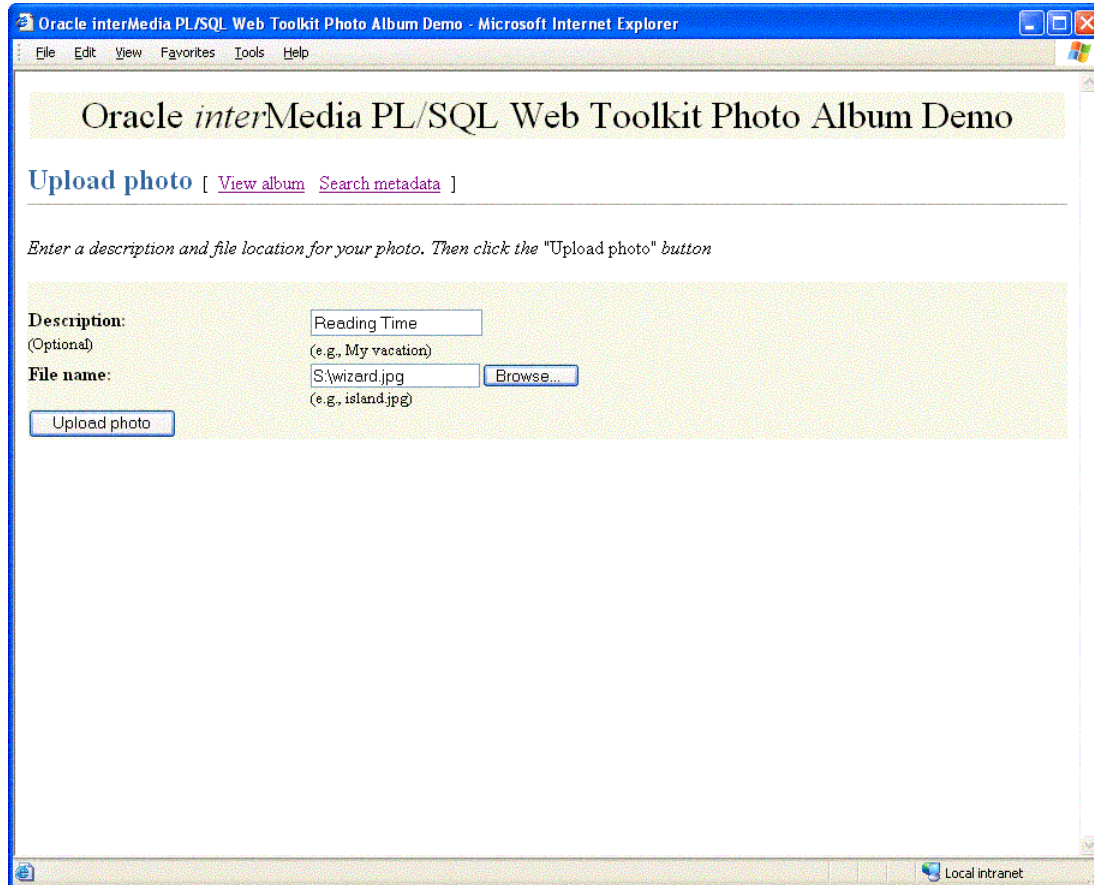 Oracle interMedia PL/SQL Web Toolkit Photo Album Demo - Microsoft Internet Explorer
File Edit View Favorites Tools Help
Oracle interMedia PL/SQL Web Toolkit Photo Album Demo
Upload photo [ View album Search metadata ]
Enter a description and file location for your photo. Then click the "Upload photo" button
Description: Reading Time
(Optional) (e.g., My vacation)
File name: S:\wizard.jpg Browse...
(e.g., island.jpg)
Upload photo
Local intranet